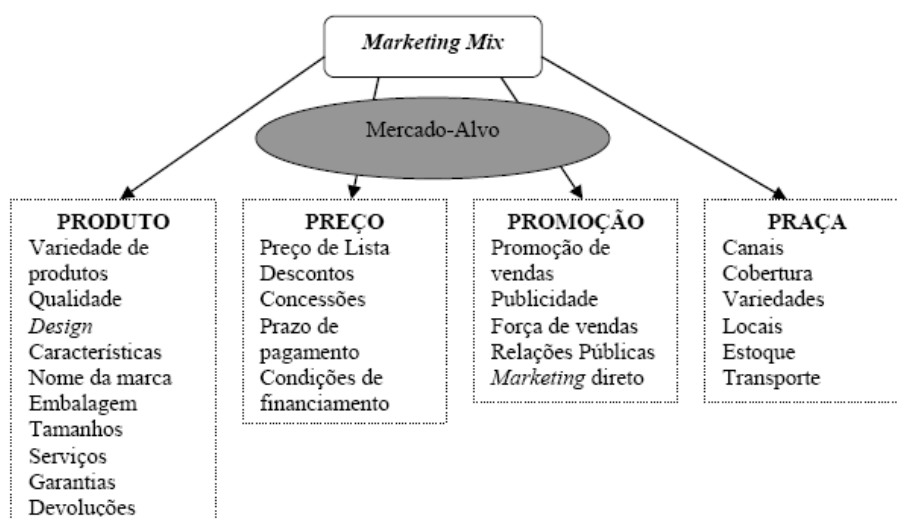 Marketing Mix
Mercado-Alvo
PRODUTO
Variedade de
produtos
Qualidade
Design
Características
Nome da marca
Embalagem
Tamanhos
Serviços
Garantias
Devoluções
PREÇO
Preço de Lista
Descontos
Concessões
Prazo de
pagamento
Condições de
financiamento
PROMOÇÃO
Promoção de
vendas
Publicidade
Força de vendas
Relações Públicas
Marketing direto
PRAÇA
Canais
Cobertura
Variedades
Locais
Estoque
Transporte